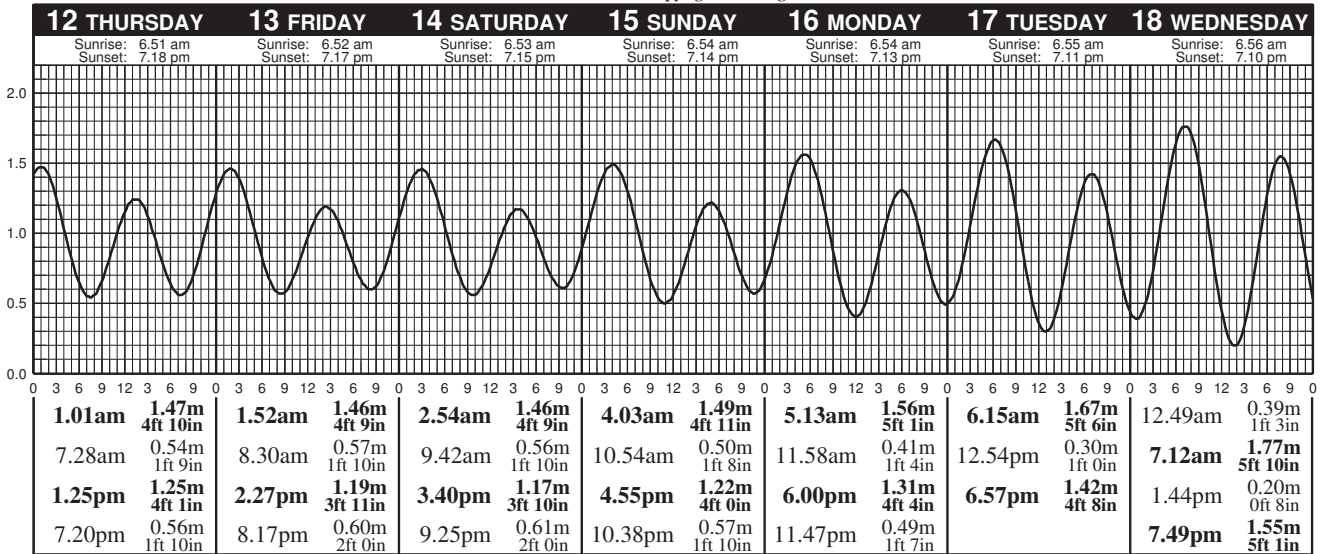 12 THURSDAY 13 FRIDAY 14 SATURDAY 15 SUNDAY 16 MONDAY 17 TUESDAY 18 WEDNESDAY
Sunrise: 6.51 am Sunrise: 6.52 am Sunrise: 6.53 am Sunrise: 6.54 am Sunrise: 6.54 am Sunrise: 6.55 am Sunrise: 6.56 am
Sunset: 7.18 pm Sunset: 7.17 pm Sunset: 7.15 pm Sunset: 7.14 pm Sunset: 7.13 pm Sunset: 7.11 pm Sunset: 7.10 pm
2.0
1.5
1.0
0.5
0.0
0 3 6 9 12 3 6 9 0 3 6 9 12 3 6 9 0 3 6 9 12 3 6 9 0 3 6 9 12 3 6 9 0 3 6 9 12 3 6 9 0 3 6 9 12 3 6 9 0 3 6 9 12 3 6 9 0
1.01am 1.47m 1.52am 1.46m 2.54am 1.46m 4.03am 1.49m 5.13am 1.56m 6.15am 1.67m 12.49am 0.39m
4ft 10in 4ft 9in 4ft 9in 4ft 11in 5ft 1in 5ft 6in 1ft 3in
7.28am 0.54m 8.30am 0.57m 9.42am 0.56m 10.54am 0.50m 11.58am 0.41m 12.54pm 0.30m 7.12am 1.77m
1ft 9in 1ft 10in 1ft 10in 1ft 8in 1ft 4in 1ft 0in 5ft 10in
1.25pm 1.25m 2.27pm 1.19m 3.40pm 1.17m 4.55pm 1.22m 6.00pm 1.31m 6.57pm 1.42m 1.44pm 0.20m
4ft 1in 3ft 11in 3ft 10in 4ft 0in 4ft 4in 4ft 8in 0ft 8in
7.20pm 0.56m 8.17pm 0.60m 9.25pm 0.61m 10.38pm 0.57m 11.47pm 0.49m 7.49pm 1.55m
1ft 10in 2ft 0in 2ft 0in 1ft 10in 1ft 7in 5ft 1in